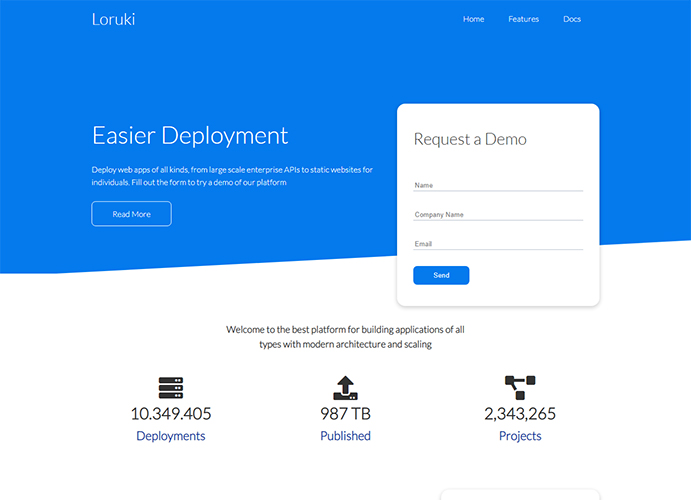 Loruki
Home Features Docs
Easier Deployment
Deploy web apps of all kinds, from large scale enterprise APIs to static websites for
individuals. Fill out the form to try a demo of our platform
Read More
Request a Demo
Name
Company Name
Email
Send
Welcome to the best platform for building applications of all
types with modern architecture and scaling
10.349.405
Deployments
987 TB
Published
2,343,265
Projects